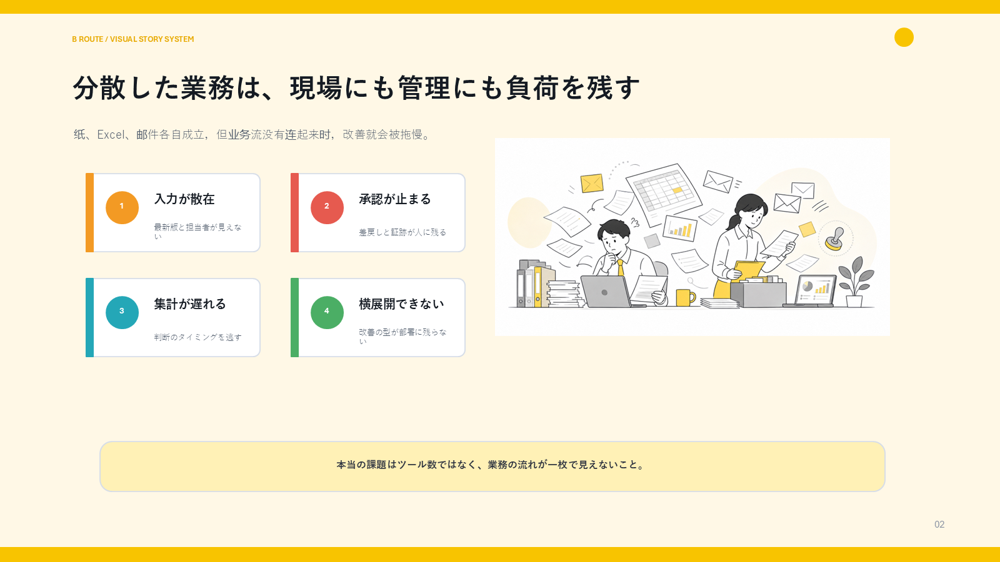 B ROUTE / VISUAL STORY SYSTEM
分散した業務は、現場にも管理にも負荷を残す
纸、Excel、邮件各自成立，但业务流没有连起来时，改善就会被拖慢。
1
入力が散在
最新版と担当者が見えな
い
2
承認が止まる
差戻しと証跡が人に残る
3
集計が遅れる
判断のタイミングを逃す
4
横展開できない
改善の型が部署に残らな
い
本当の課題はツール数ではなく、業務の流れが一枚で見えないこと。
02